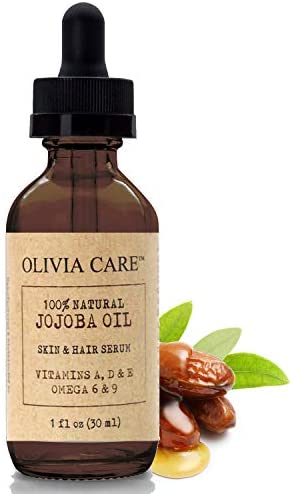 OLIVIA CARE™
100% NATURAL
JOJOBA OIL
SKIN & HAIR SERUM
VITAMINS A, D & E
OMEGA 6 & 9
1 fl oz (30 ml)